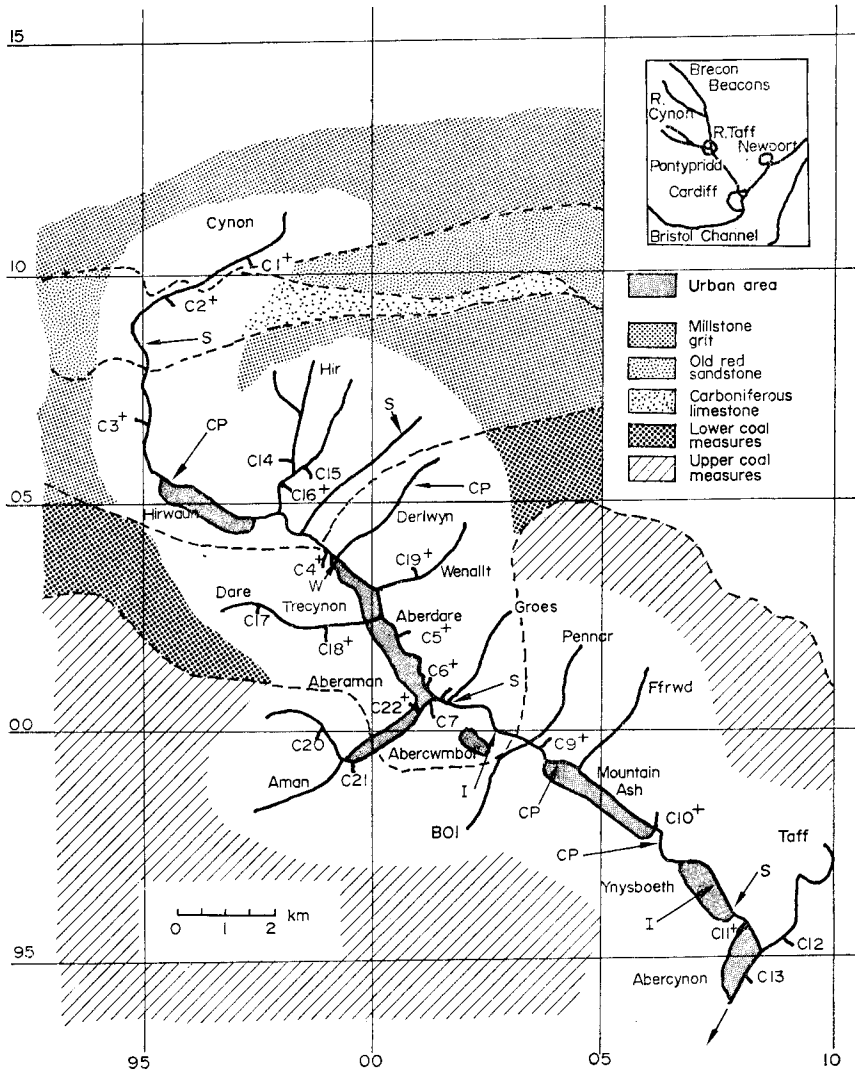 15
10
05
00
95
95
00
05
10
Brecon
Beacons
R.
Cynon
R.Taff
Newport
Pontypridd
Cardiff
Bristol Channel
Urban area
Millstone
grit
Old red
sandstone
Carboniferous
limestone
Lower coal
measures
Upper coal
measures
Cynon
C1+
C2+
S
C3+
CP
Hir
S
C14
C15
C16+
Hirwaun
CP
Derlwyn
C4+
W
C19+
Wenallt
Dare
Trecynon
C17
C18+
Aberdare
C5+
Groes
C6+
Pennar
Aberaman
S
Ffrwd
C22+
C7
C20
Abercwmboi
C9+
C21
Aman
I
Mountain
Ash
CP
BOI
C10+
CP
Taff
Ynysboeth
S
I
C11+
C12
Abercynon
C13
0 1 2 km